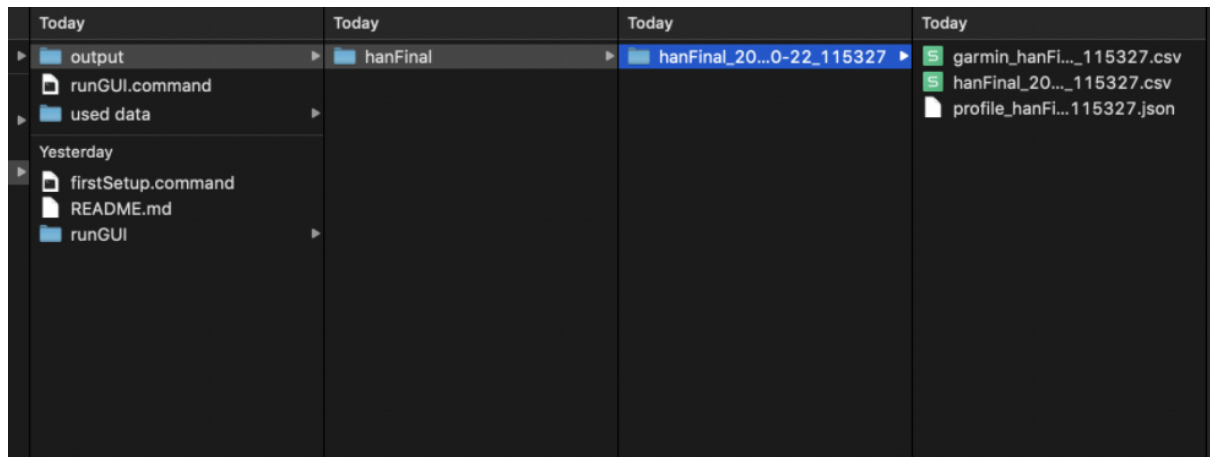 Today
output
runGUI.command
used data
Yesterday
firstSetup.command
README.md
runGUI
Today
hanFinal
Today
hanFinal_20...0-22_115327
Today
garmin_hanFi..._115327.csv
hanFinal_20..._115327.csv
profile_hanFi...115327.json